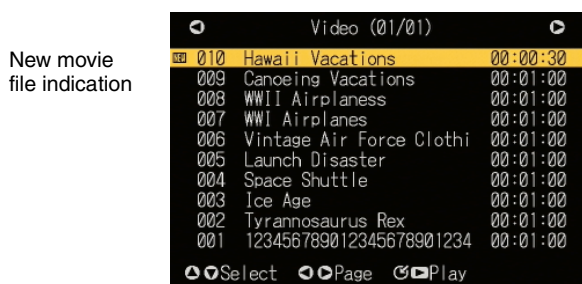 New movie
file indication
Video (01/01)
NEW 010 Hawaii Vacations 00:00:30
009 Canoeing Vacations 00:01:00
008 WWII Airplaness 00:01:00
007 WWI Airplanes 00:01:00
006 Vintage Air Force Clothi 00:01:00
005 Launch Disaster 00:01:00
004 Space Shuttle 00:01:00
003 Ice Age 00:01:00
002 Tyrannosaurus Rex 00:01:00
001 123456789012345678901234 00:01:00
Select Page Play